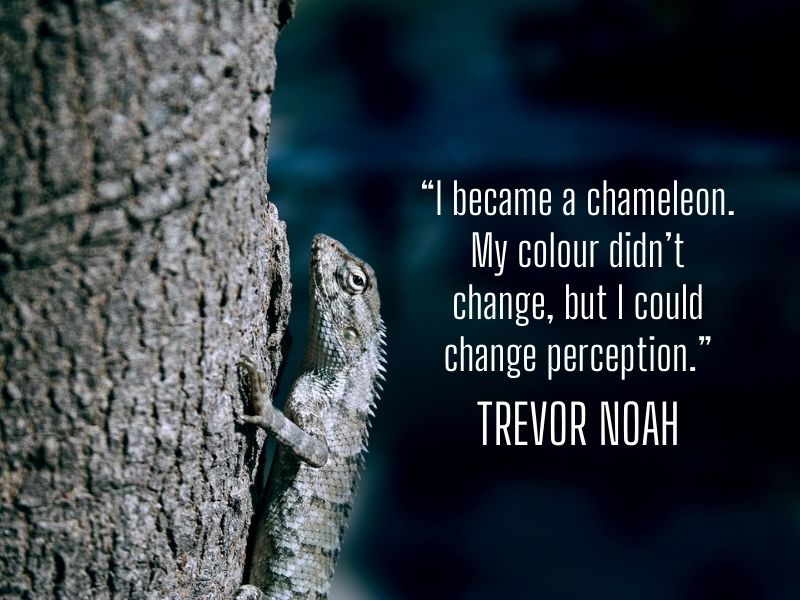 “I became a chameleon.
My colour didn’t
change, but I could
change perception.”
TREVOR NOAH